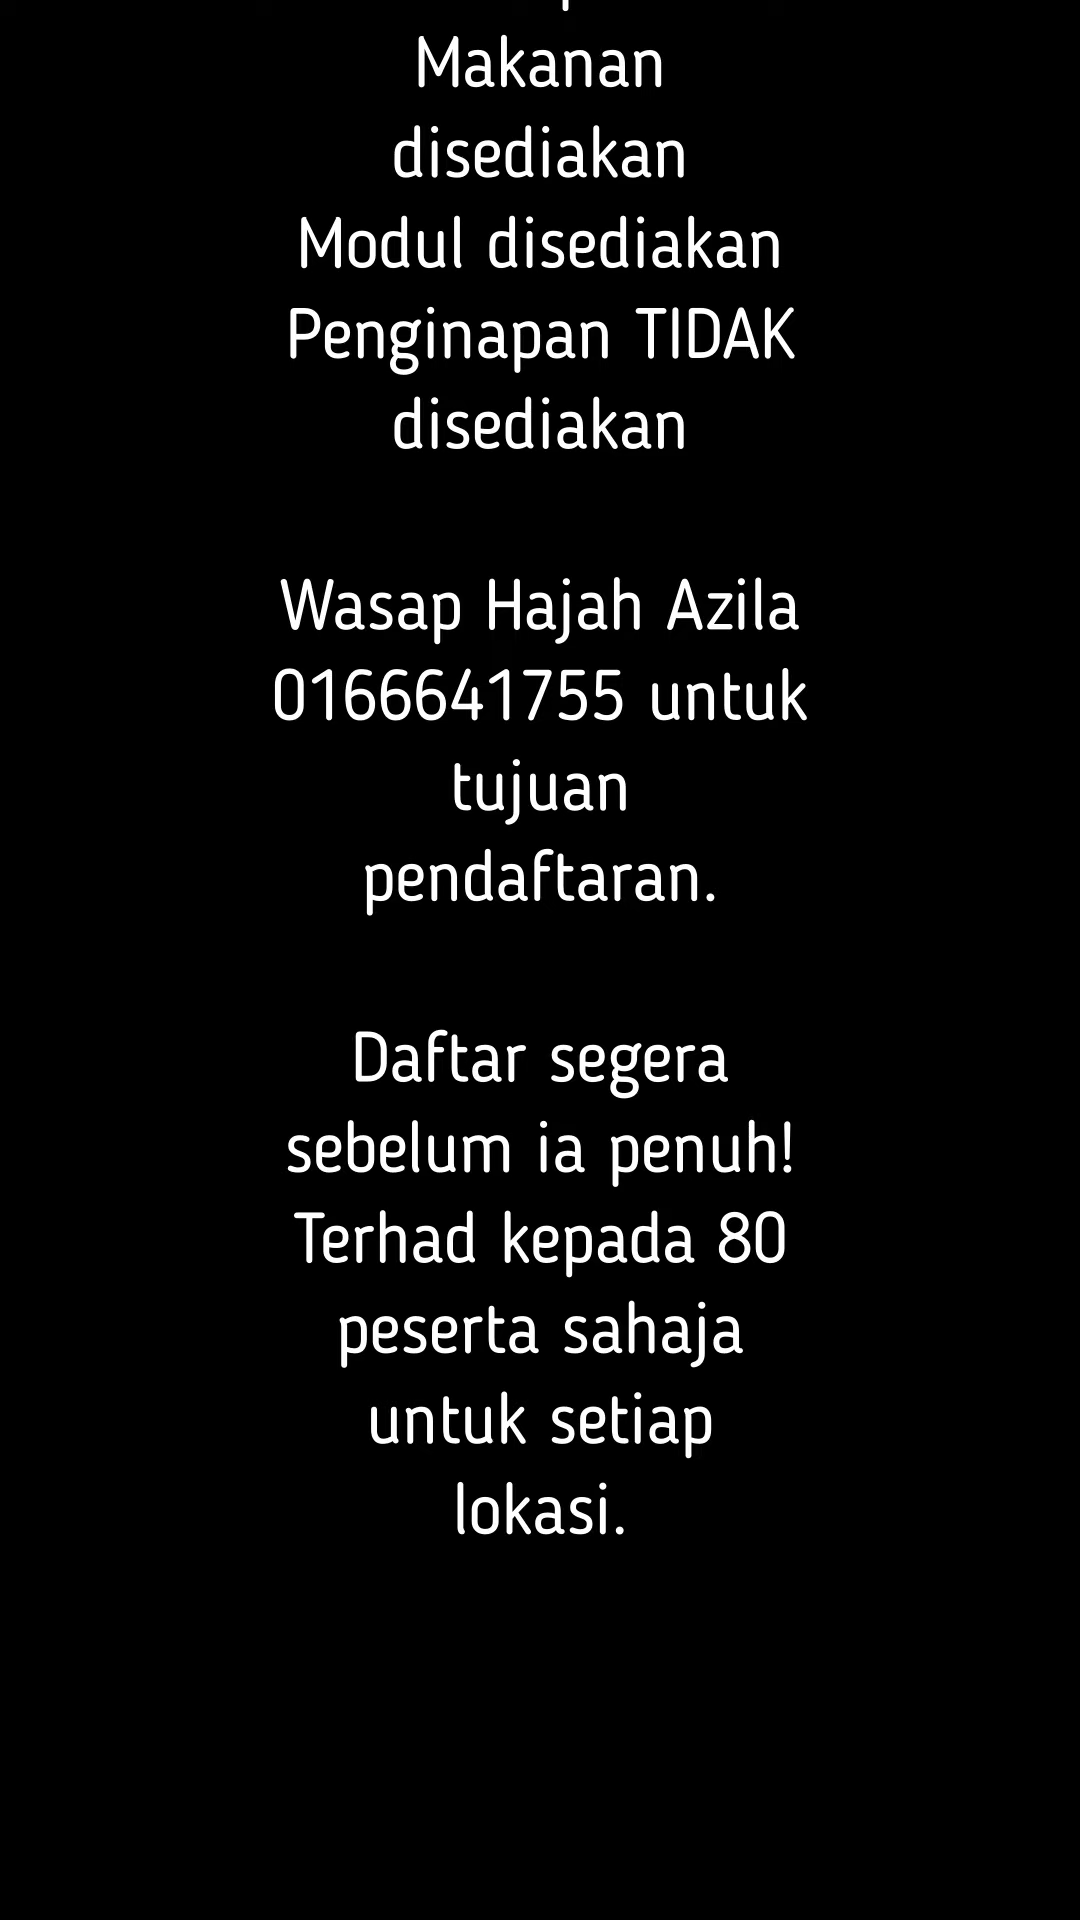 Makanan
disediakan
Modul disediakan
Penginapan TIDAK
disediakan
Wasap Hajah Azila
0166641755 untuk
tujuan
pendaftaran.
Daftar segera
sebelum ia penuh!
Terhad kepada 80
peserta sahaja
untuk setiap
lokasi.